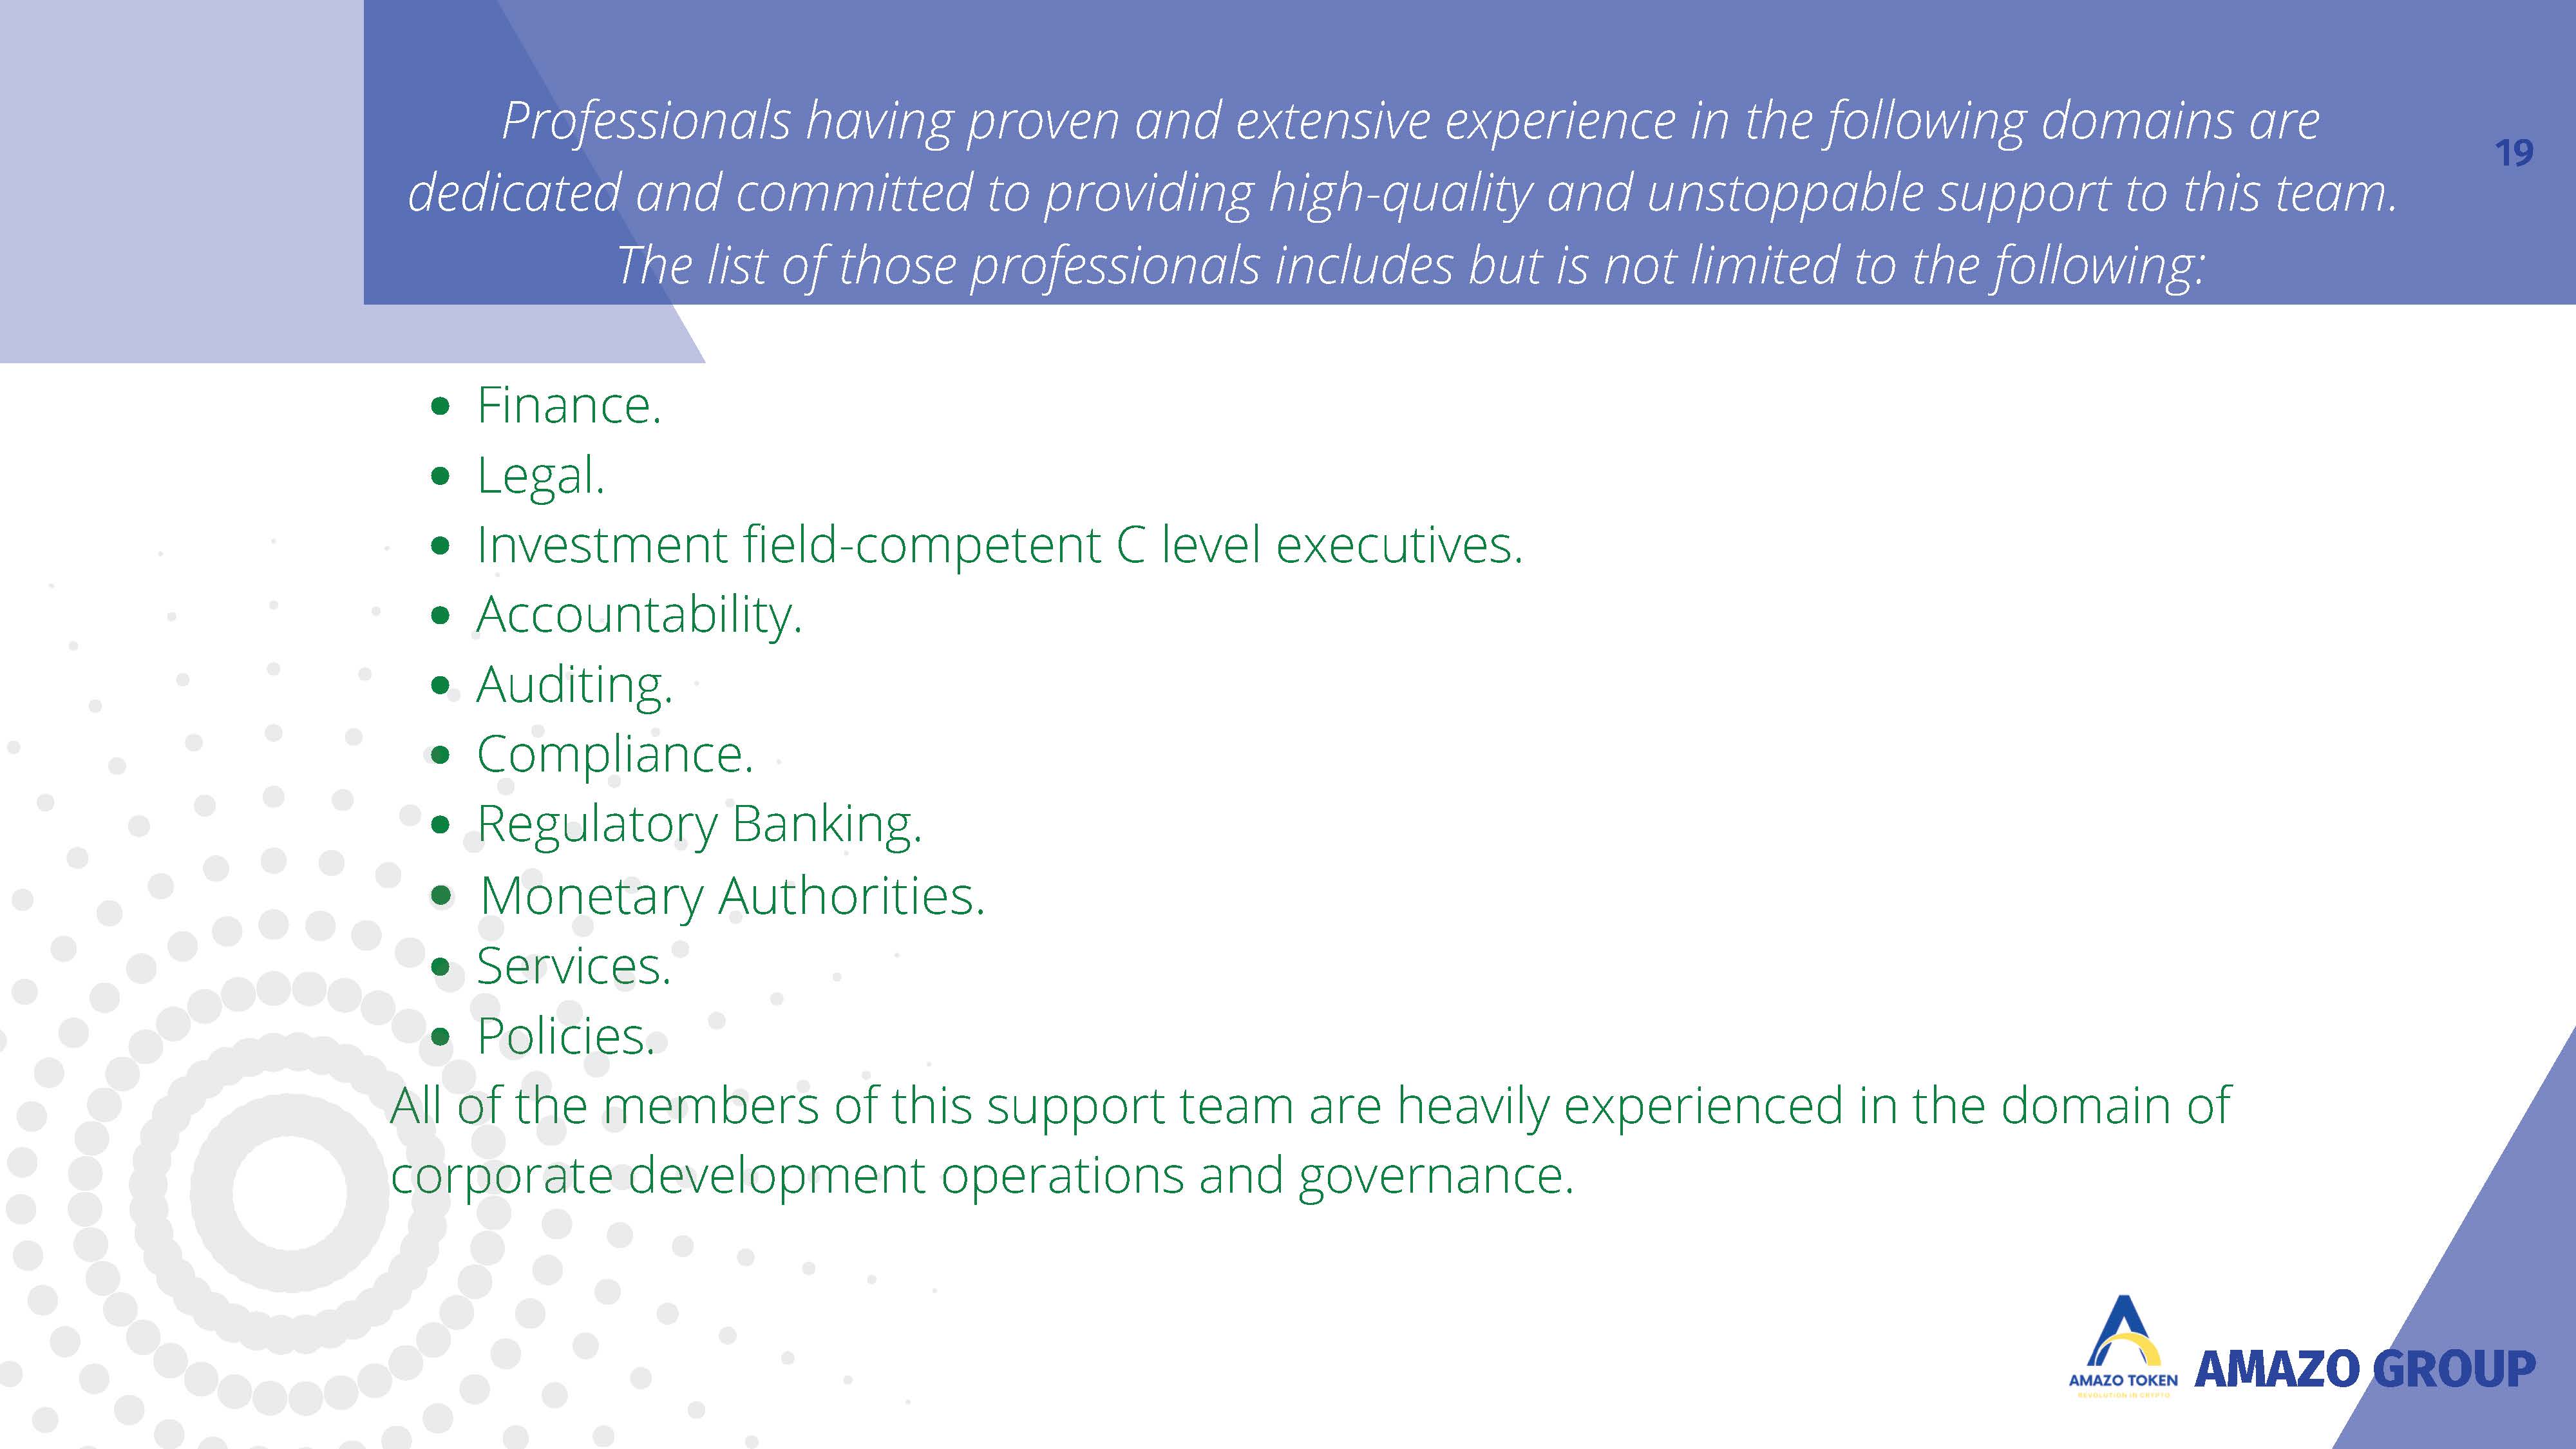 Professionals having proven and extensive experience in the following domains are
dedicated and committed to providing high-quality and unstoppable support to this team.
The list of those professionals includes but is not limited to the following:
19
• Finance.
• Legal.
• Investment field-competent C level executives.
• Accountability.
• Auditing.
• Compliance.
• Regulatory Banking.
• Monetary Authorities.
• Services.
• Policies.
All of the members of this support team are heavily experienced in the domain of
corporate development operations and governance.
AMAZO TOKEN
REVOLUTION IN CRYPTO
AMAZO GROUP